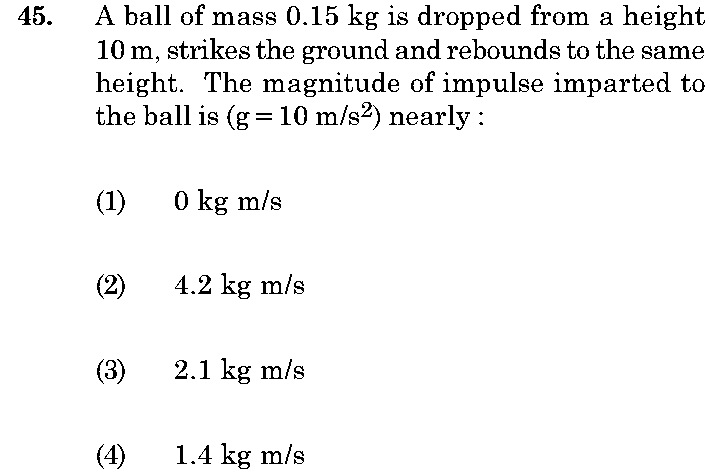 45. A ball of mass 0.15 kg is dropped from a height
10 m, strikes the ground and rebounds to the same
height. The magnitude of impulse imparted to
the ball is (g = 10 m/s²) nearly :
(1) 0 kg m/s
(2) 4.2 kg m/s
(3) 2.1 kg m/s
(4) 1.4 kg m/s